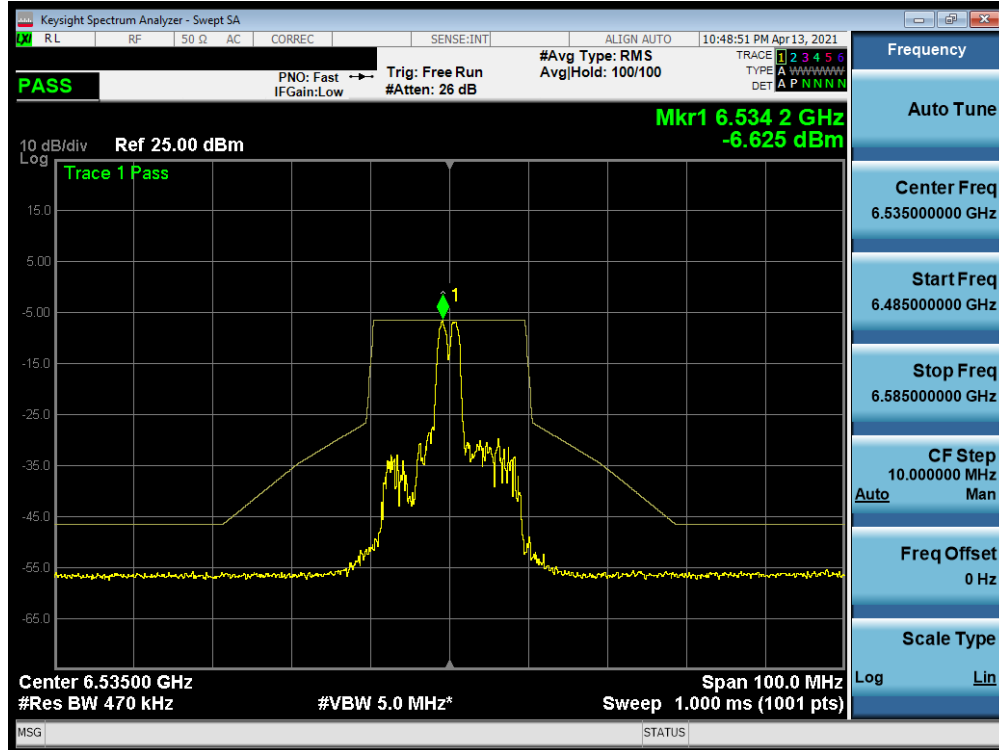 Keysight Spectrum Analyzer - Swept SA
LXI RL RF 50 Ω AC CORREC SENSE:INT ALIGN AUTO 10:48:51 PM Apr 13, 2021
PASS
PNO: Fast
IFGain:Low
Trig: Free Run
#Atten: 26 dB
#Avg Type: RMS
Avg|Hold: 100/100
TRACE 1 2 3 4 5 6
TYPE A WWWWW
DET A P N N N N
Mkr1 6.534 2 GHz
-6.625 dBm
10 dB/div Ref 25.00 dBm
Log
Trace 1 Pass
15.0
5.00
-5.00
-15.0
-25.0
-35.0
-45.0
-55.0
-65.0
1
Center 6.53500 GHz Span 100.0 MHz
#Res BW 470 kHz #VBW 5.0 MHz* Sweep 1.000 ms (1001 pts)
MSG STATUS
Frequency
Auto Tune
Center Freq
6.535000000 GHz
Start Freq
6.485000000 GHz
Stop Freq
6.585000000 GHz
CF Step
10.000000 MHz
Auto Man
Freq Offset
0 Hz
Scale Type
Log Lin